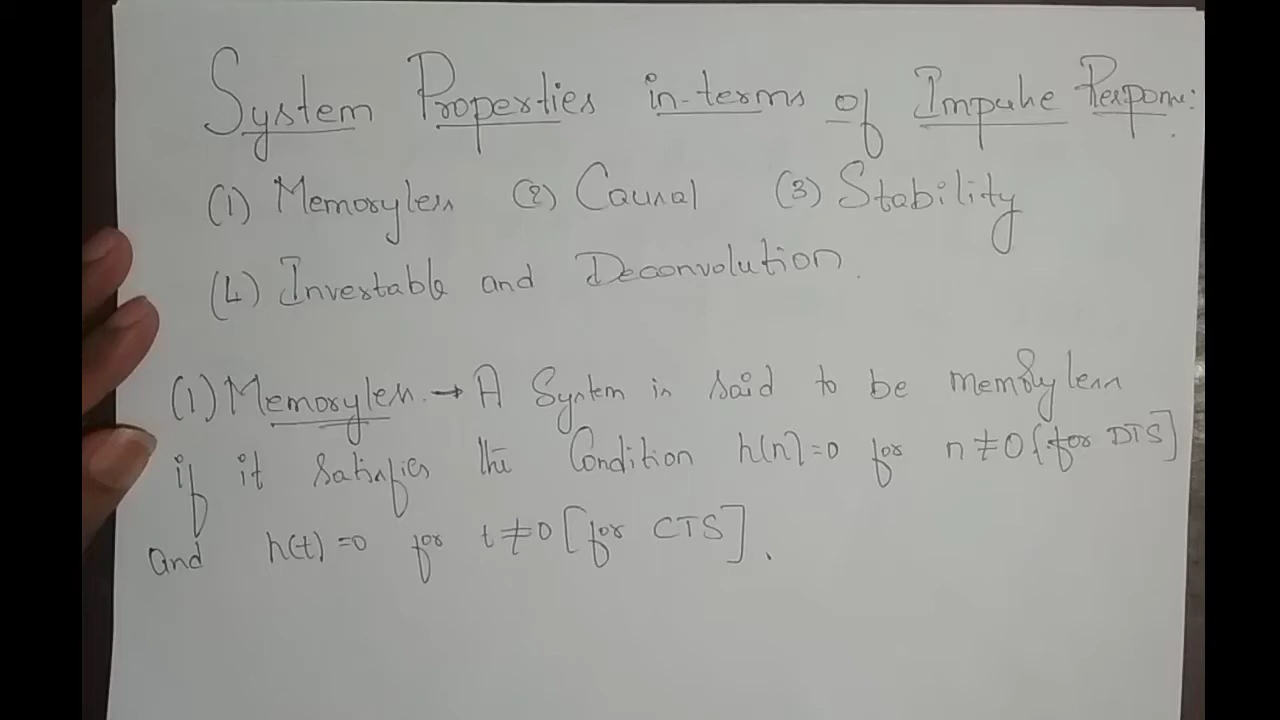 System Properties in-terms of Impulse Response:
(1) Memoryless (2) Causal (3) Stability
(4) Invertable and Deconvolution.
(1) Memoryless. → A System is said to be memoryless
if it satisfies the Condition h[n]=0 for n≠0 [for DTS]
and h(t)=0 for t≠0 [for CTS].